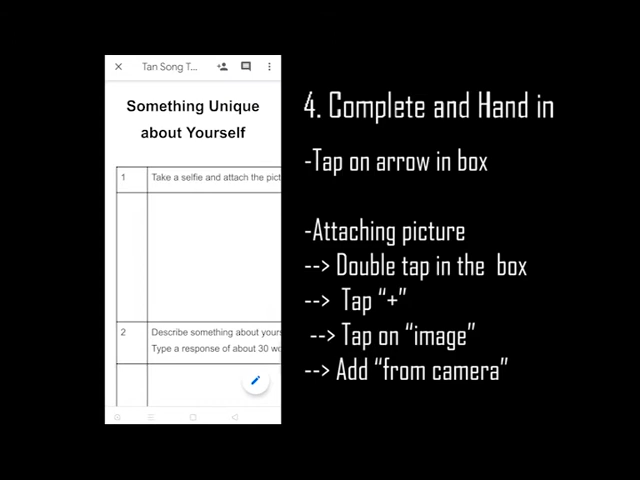 Tan Song T...
Something Unique
about Yourself
1
Take a selfie and attach the pict
2
Describe something about yours
Type a response of about 30 wo
4. Complete and Hand in
-Tap on arrow in box
-Attaching picture
--> Double tap in the box
--> Tap “+”
--> Tap on “image”
--> Add “from camera”